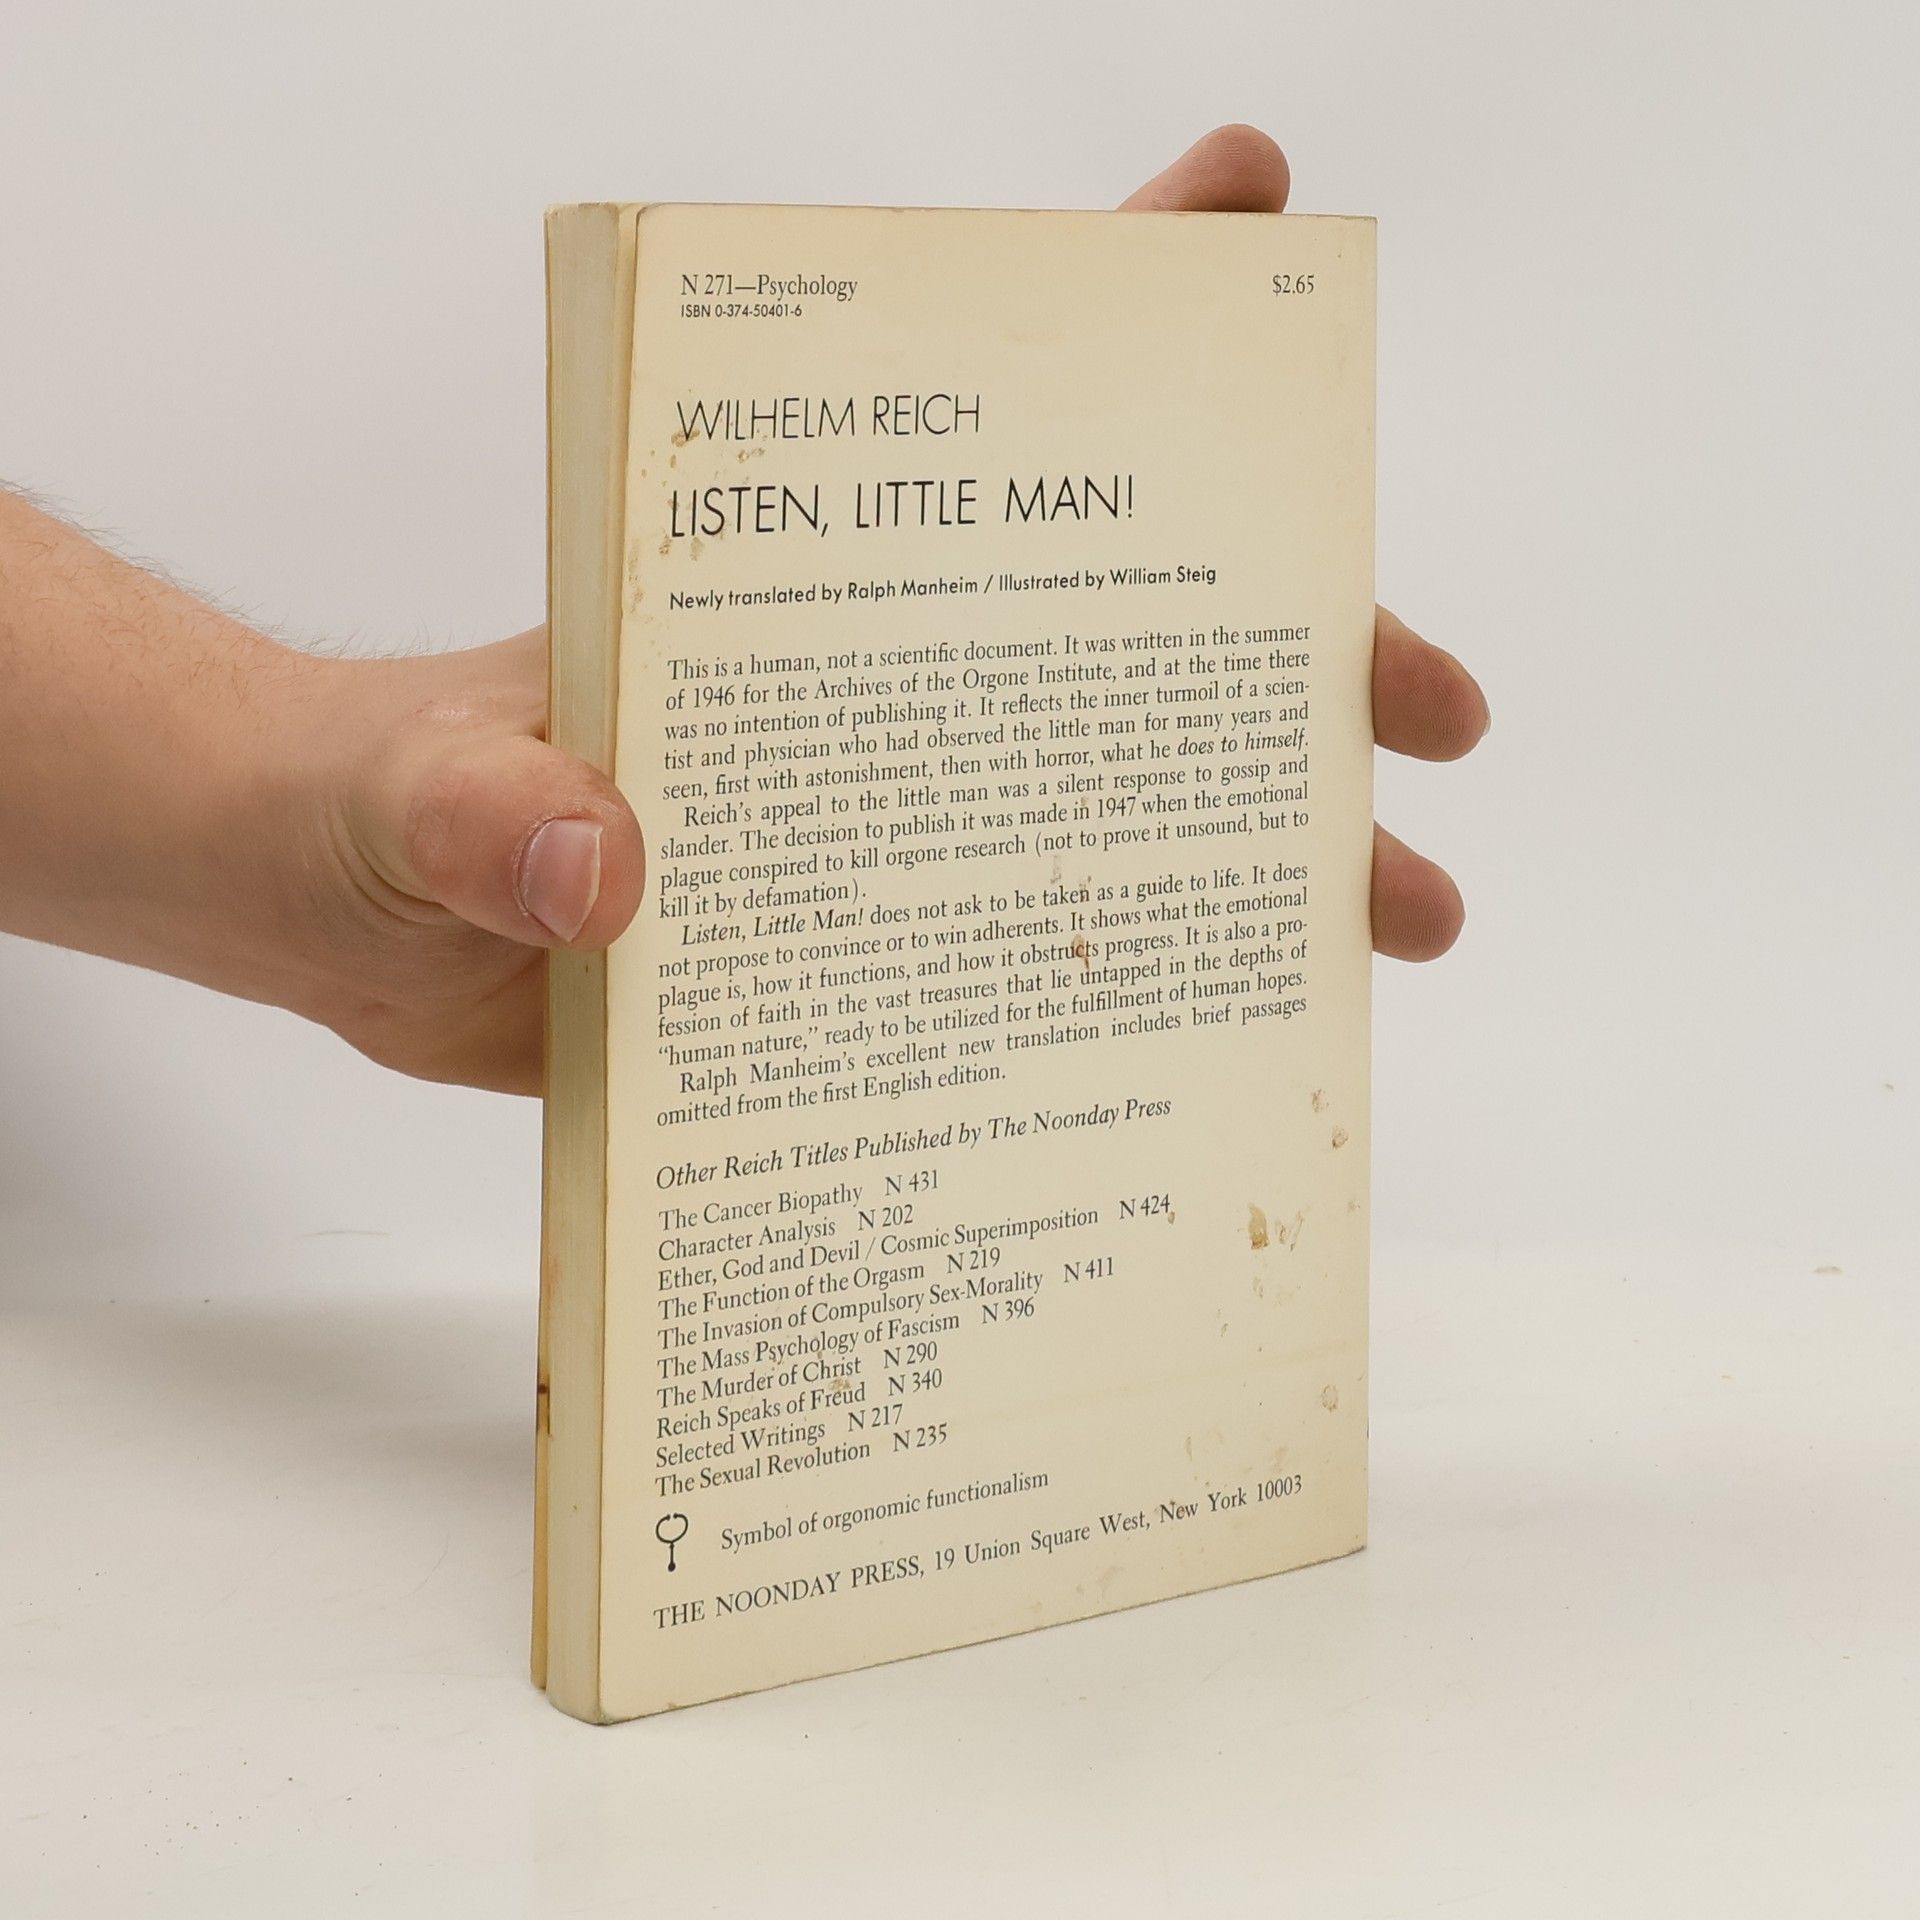 N 271—Psychology
$2.65
ISBN 0-374-50401-6
WILHELM REICH
LISTEN, LITTLE MAN!
Newly translated by Ralph Manheim / Illustrated by William Steig
This is a human, not a scientific document. It was written in the summer
of 1946 for the Archives of the Orgone Institute, and at the time there
was no intention of publishing it. It reflects the inner turmoil of a scien-
tist and physician who had observed the little man for many years and
seen, first with astonishment, then with horror, what he does to himself.
Reich's appeal to the little man was a silent response to gossip and
slander. The decision to publish it was made in 1947 when the emotional
plague conspired to kill orgone research (not to prove it unsound, but to
kill it by defamation).
Listen, Little Man! does not ask to be taken as a guide to life. It does
not propose to convince or to win adherents. It shows what the emotional
plague is, how it functions, and how it obstructs progress. It is also a pro-
fession of faith in the vast treasures that lie untapped in the depths of
“human nature,” ready to be utilized for the fulfillment of human hopes.
Ralph Manheim's excellent new translation includes brief passages
omitted from the first English edition.
Other Reich Titles Published by The Noonday Press
The Cancer Biopathy N 431
Character Analysis N 202
Ether, God and Devil / Cosmic Superimposition N 424
The Function of the Orgasm N 219
The Invasion of Compulsory Sex-Morality N 411
The Mass Psychology of Fascism N 396
The Murder of Christ N 290
Reich Speaks of Freud N 340
Selected Writings N 217
The Sexual Revolution N 235
Symbol of orgonomic functionalism
THE NOONDAY PRESS, 19 Union Square West, New York 10003